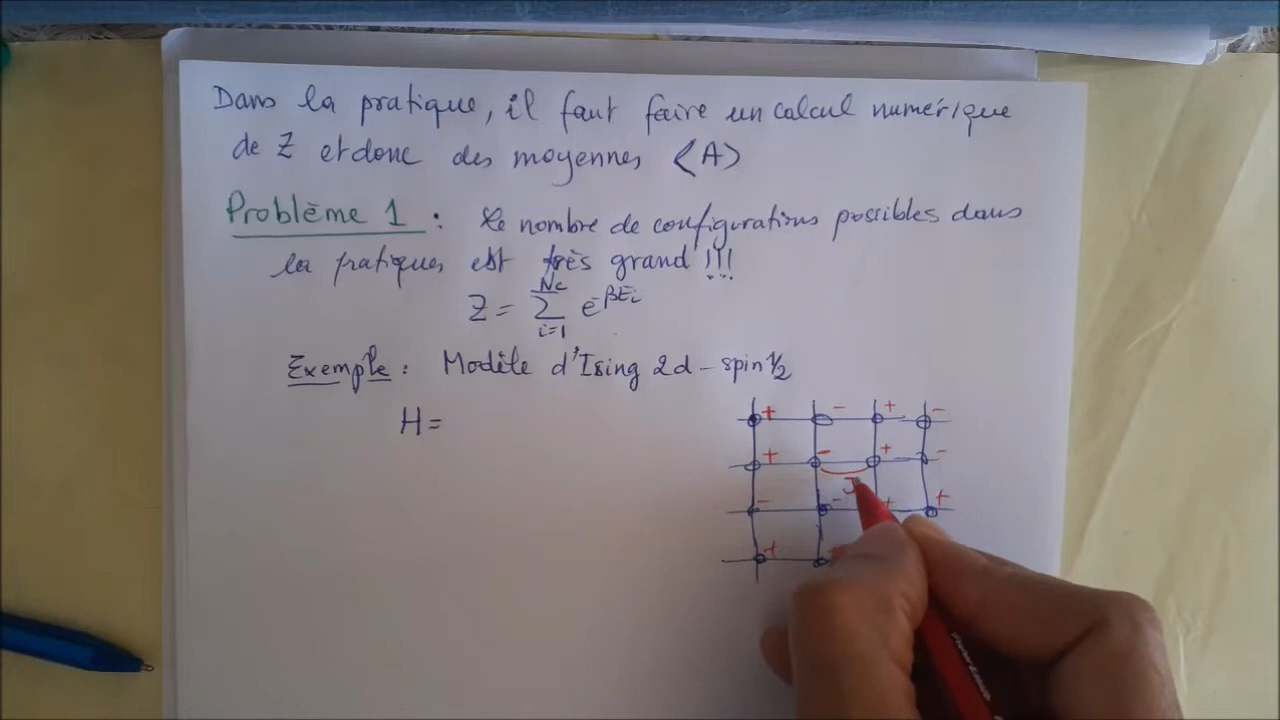 Dans la pratique, il faut faire un calcul numérique
de Z et donc des moyennes <A>
Problème 1 : Le nombre de configurations possibles dans
la pratiques est très grand !!!
Z = Σ_{i=1}^{Nc} e^{-βEi}
Exemple : Modèle d'Ising 2d - spin 1/2
H =
+ - + -
+ - + -
J
- - + +
+